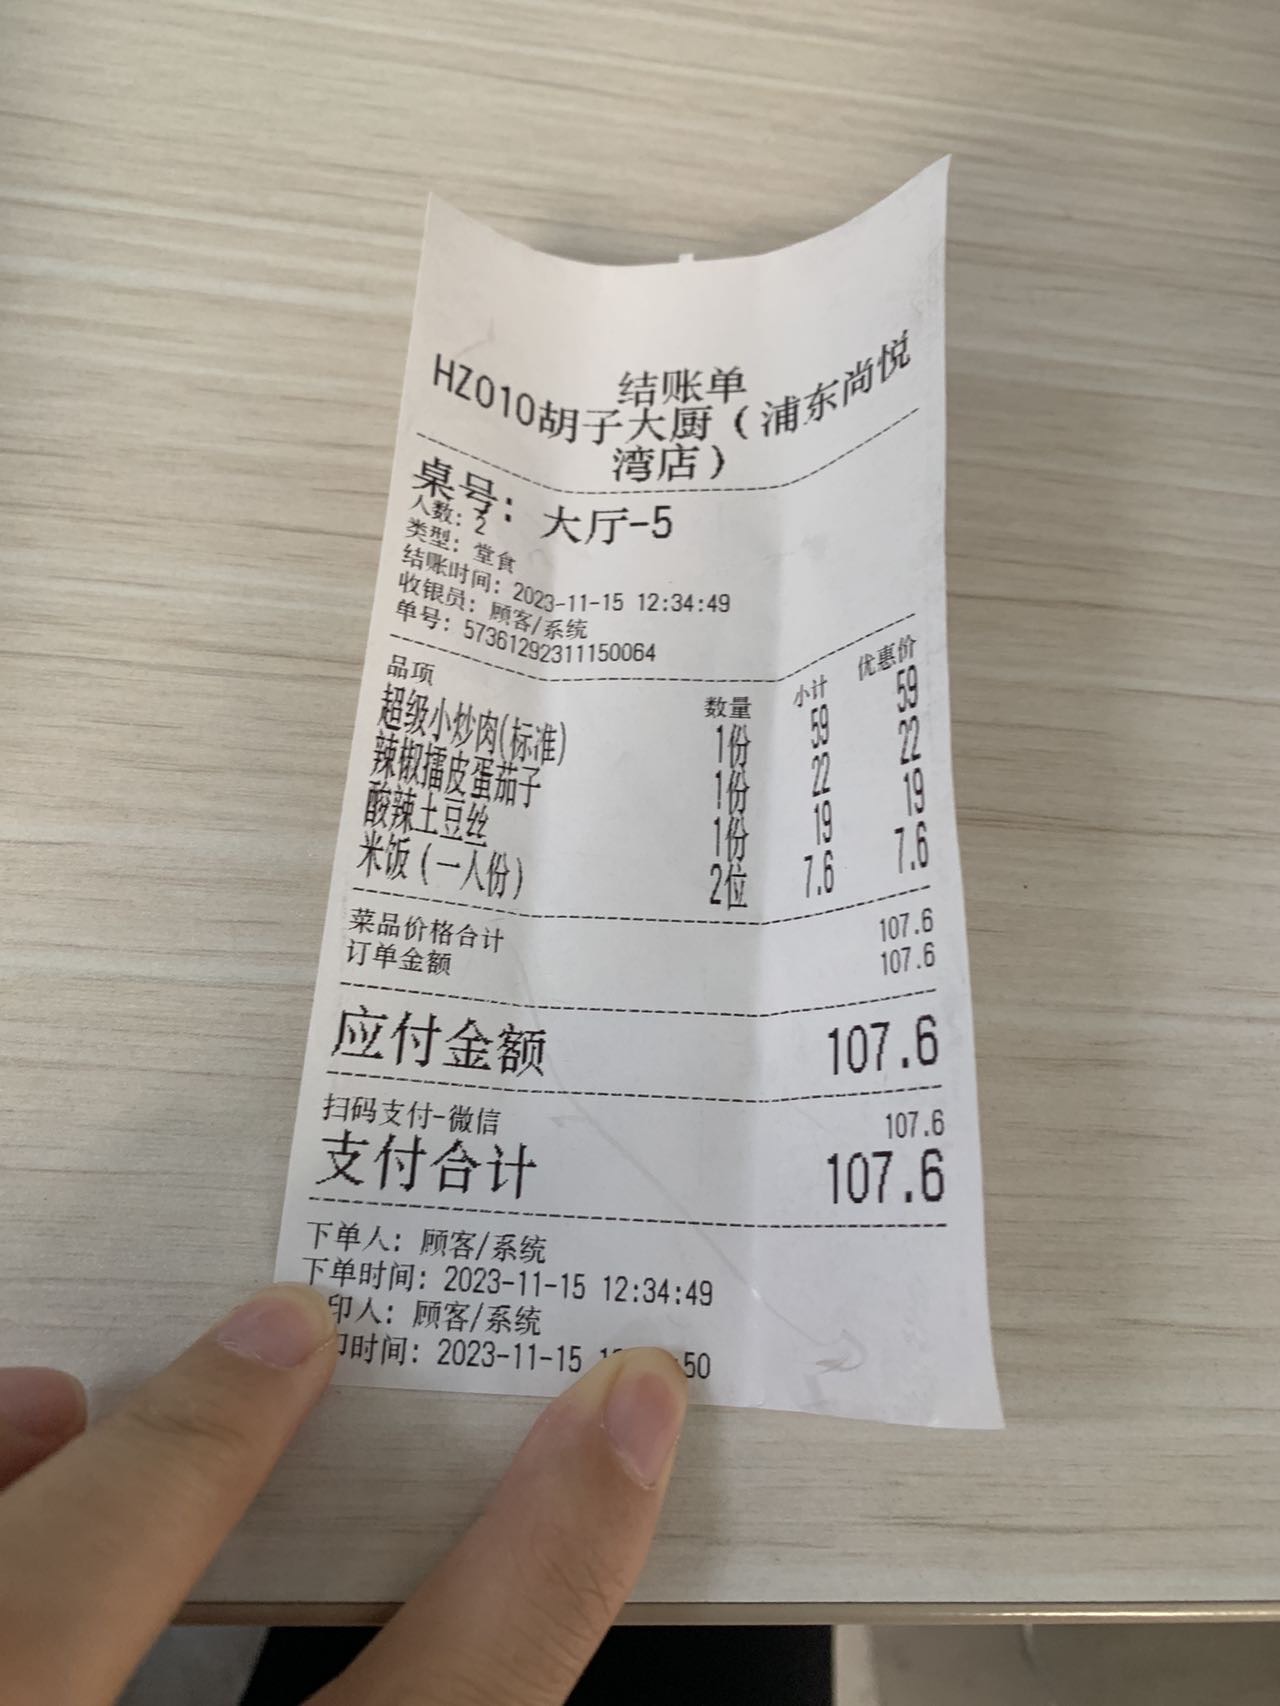 结账单
HZ010胡子大厨（浦东尚悦
湾店）
桌号：大厅-5
人数：2
类型：堂食
结账时间：2023-11-15 12:34:49
收银员：顾客/系统
单号：57361292311150064
品项 数量 小计 优惠价
超级小炒肉(标准) 1份 59 59
辣椒擂皮蛋茄子 1份 22 22
酸辣土豆丝 1份 19 19
米饭（一人份） 2位 7.6 7.6
菜品价格合计 107.6
订单金额 107.6
应付金额 107.6
扫码支付-微信 107.6
支付合计 107.6
下单人：顾客/系统
下单时间：2023-11-15 12:34:49
印人：顾客/系统
印时间：2023-11-15 :50